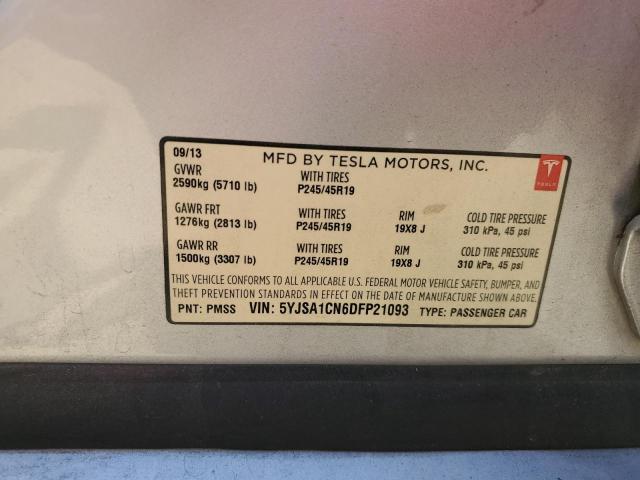 09/13 MFD BY TESLA MOTORS, INC.
GVWR WITH TIRES
2590kg (5710 lb) P245/45R19
TESLA
GAWR FRT WITH TIRES RIM COLD TIRE PRESSURE
1276kg (2813 lb) P245/45R19 19X8 J 310 kPa, 45 psi
GAWR RR WITH TIRES RIM COLD TIRE PRESSURE
1500kg (3307 lb) P245/45R19 19X8 J 310 kPa, 45 psi
THIS VEHICLE CONFORMS TO ALL APPLICABLE U.S. FEDERAL MOTOR VEHICLE SAFETY, BUMPER, AND
THEFT PREVENTION STANDARDS IN EFFECT ON THE DATE OF MANUFACTURE SHOWN ABOVE.
PNT: PMSS VIN: 5YJSA1CN6DFP21093 TYPE: PASSENGER CAR